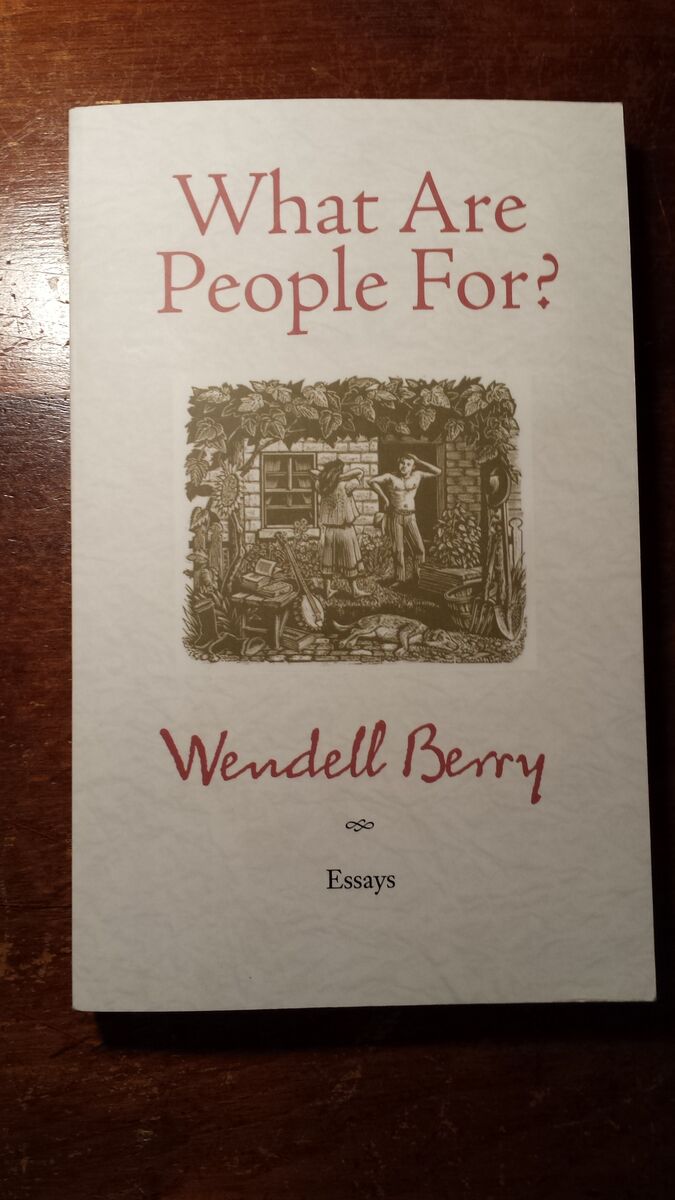 What Are
People For?
Wendell Berry
Essays